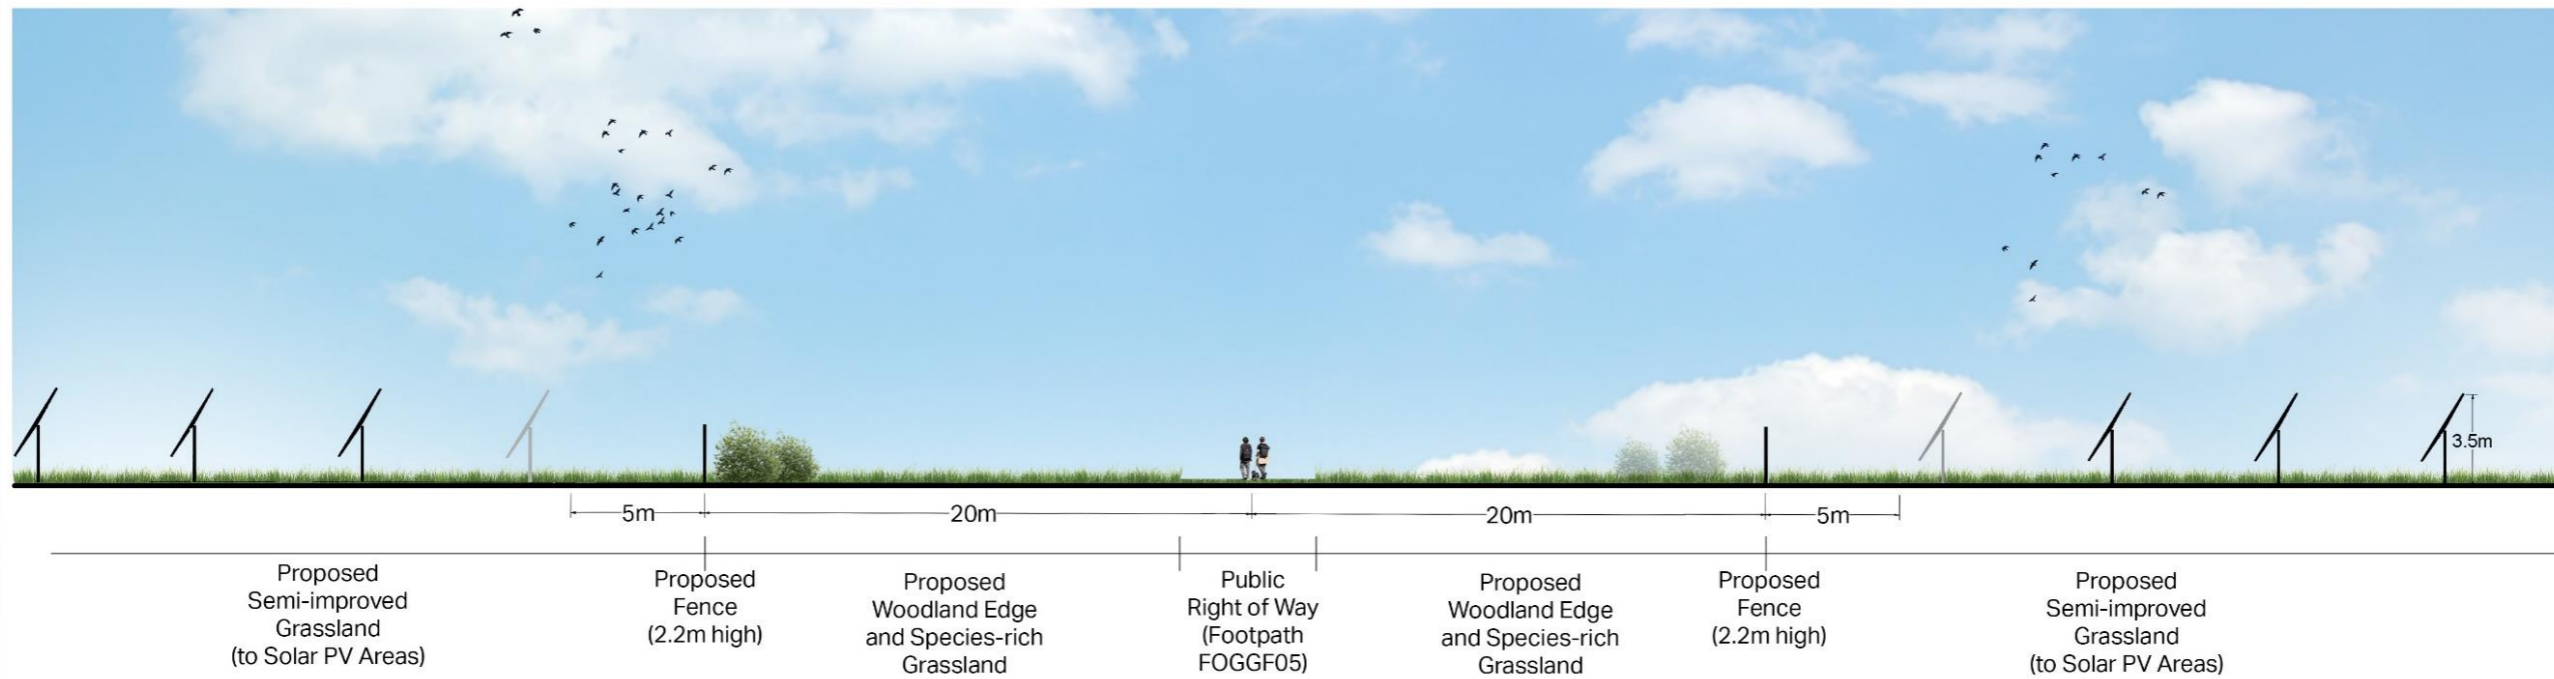 3.5m
5m
20m
20m
5m
Proposed
Semi-improved
Grassland
(to Solar PV Areas)
Proposed
Fence
(2.2m high)
Proposed
Woodland Edge
and Species-rich
Grassland
Public
Right of Way
(Footpath
FOGGF05)
Proposed
Woodland Edge
and Species-rich
Grassland
Proposed
Fence
(2.2m high)
Proposed
Semi-improved
Grassland
(to Solar PV Areas)